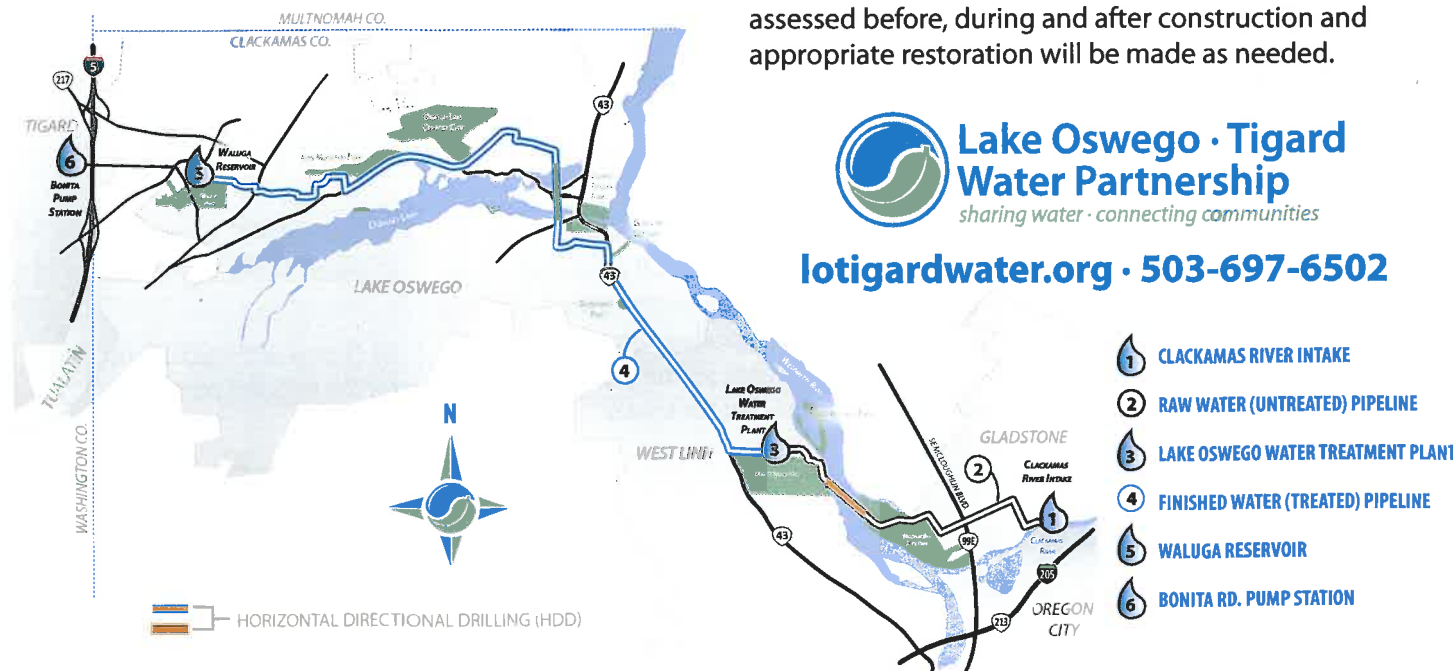 assessed before, during and after construction and
appropriate restoration will be made as needed.
Lake Oswego · Tigard
Water Partnership
sharing water · connecting communities
lotigardwater.org · 503-697-6502
1 CLACKAMAS RIVER INTAKE
2 RAW WATER (UNTREATED) PIPELINE
3 LAKE OSWEGO WATER TREATMENT PLANT
4 FINISHED WATER (TREATED) PIPELINE
5 WALUGA RESERVOIR
6 BONITA RD. PUMP STATION
MULTNOMAH CO.
CLACKAMAS CO.
5
217
43
TIGARD
6
BONITA
PUMP
STATION
5
WALUGA
RESERVOIR
LAKE OSWEGO
43
4
TUALATIN
WASHINGTON CO.
N
LAKE OSWEGO
WATER
TREATMENT
PLANT
3
WEST LINN
43
SE MCLOUGHLIN BLVD.
GLADSTONE
2
CLACKAMAS
RIVER INTAKE
1
CLACKAMAS
RIVER
99E
205
213
OREGON
CITY
HORIZONTAL DIRECTIONAL DRILLING (HDD)